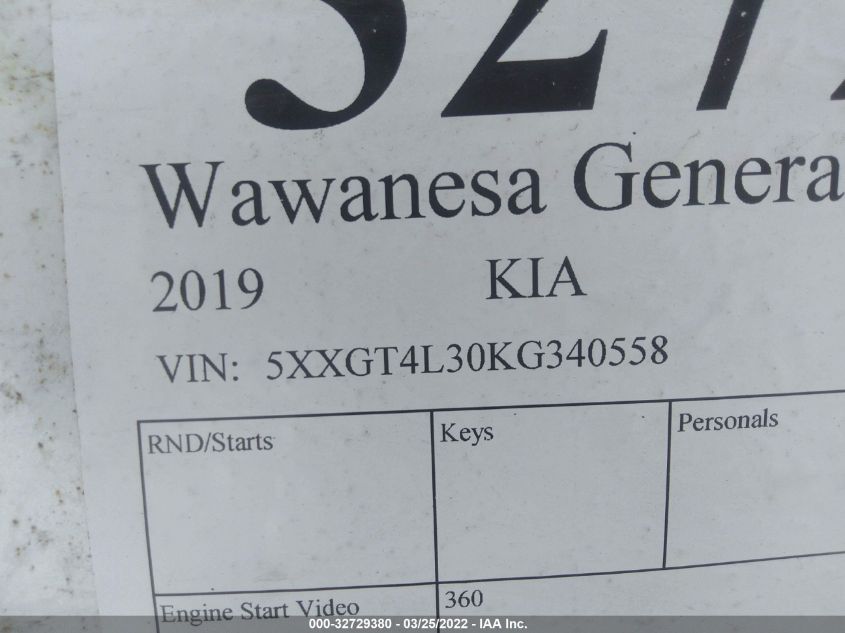 Wawanesa Genera
2019 KIA
VIN: 5XXGT4L30KG340558
RND/Starts Keys Personals
Engine Start Video 360
000-32729380 - 03/25/2022 - IAA Inc.